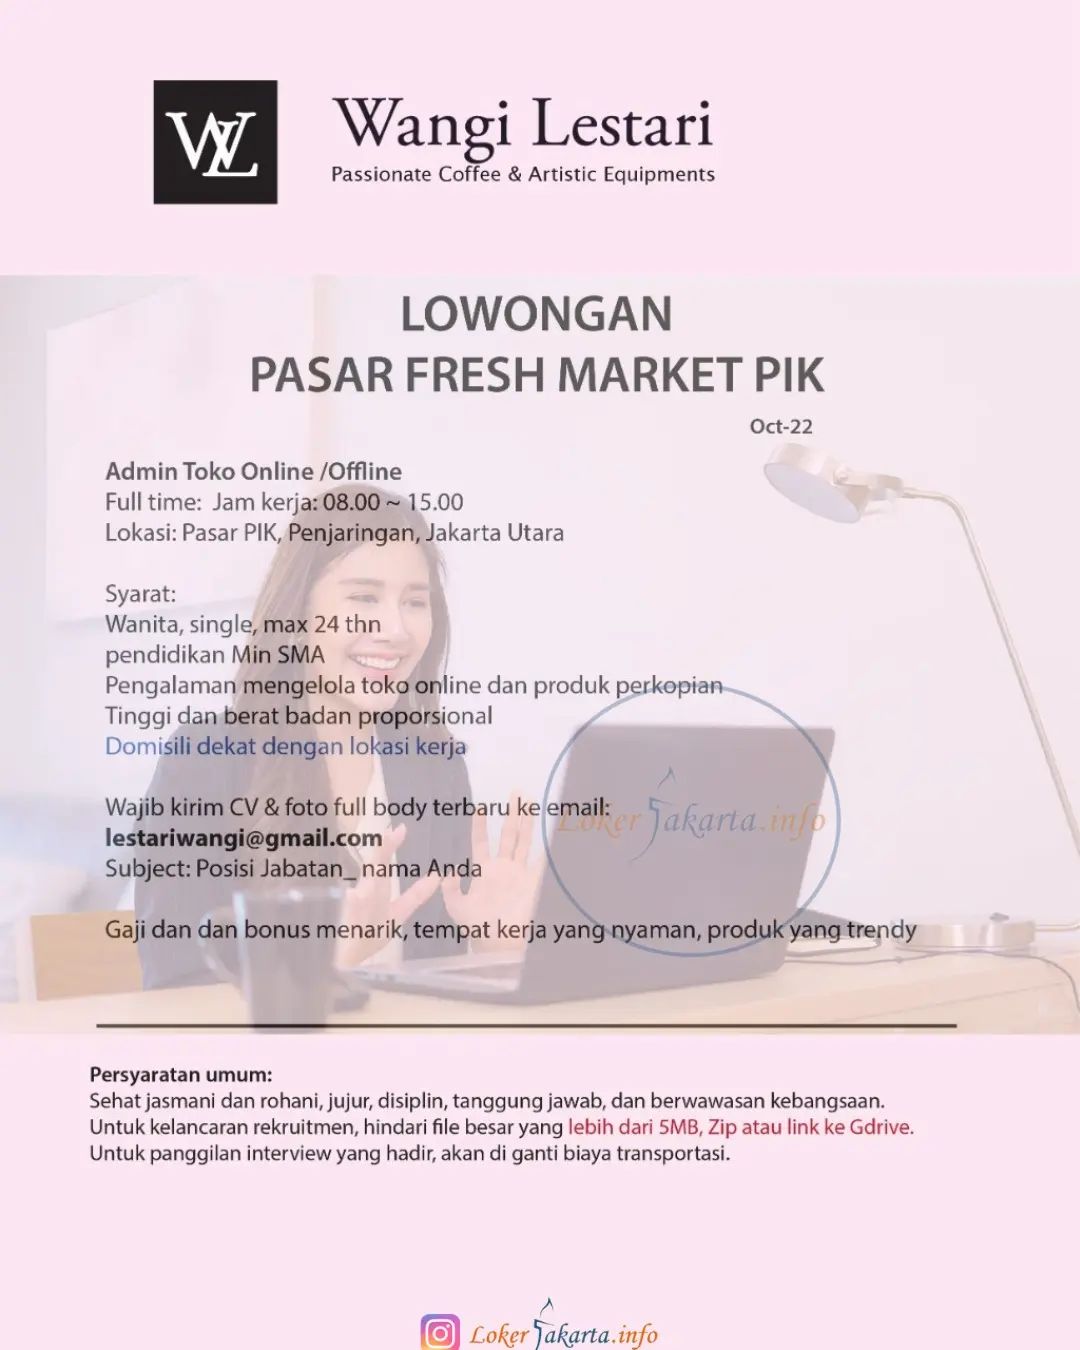 WL
Wangi Lestari
Passionate Coffee & Artistic Equipments
LOWONGAN
PASAR FRESH MARKET PIK
Oct-22
Admin Toko Online /Offline
Full time:  Jam kerja: 08.00 ~ 15.00
Lokasi: Pasar PIK, Penjaringan, Jakarta Utara
Syarat:
Wanita, single, max 24 thn
pendidikan Min SMA
Pengalaman mengelola toko online dan produk perkopian
Tinggi dan berat badan proporsional
Domisili dekat dengan lokasi kerja
Wajib kirim CV & foto full body terbaru ke email:
lestariwangi@gmail.com
Subject: Posisi Jabatan_ nama Anda
Loker Jakarta.info
Gaji dan dan bonus menarik, tempat kerja yang nyaman, produk yang trendy
Persyaratan umum:
Sehat jasmani dan rohani, jujur, disiplin, tanggung jawab, dan berwawasan kebangsaan.
Untuk kelancaran rekruitmen, hindari file besar yang lebih dari 5MB, Zip atau link ke Gdrive.
Untuk panggilan interview yang hadir, akan di ganti biaya transportasi.
Loker Jakarta.info